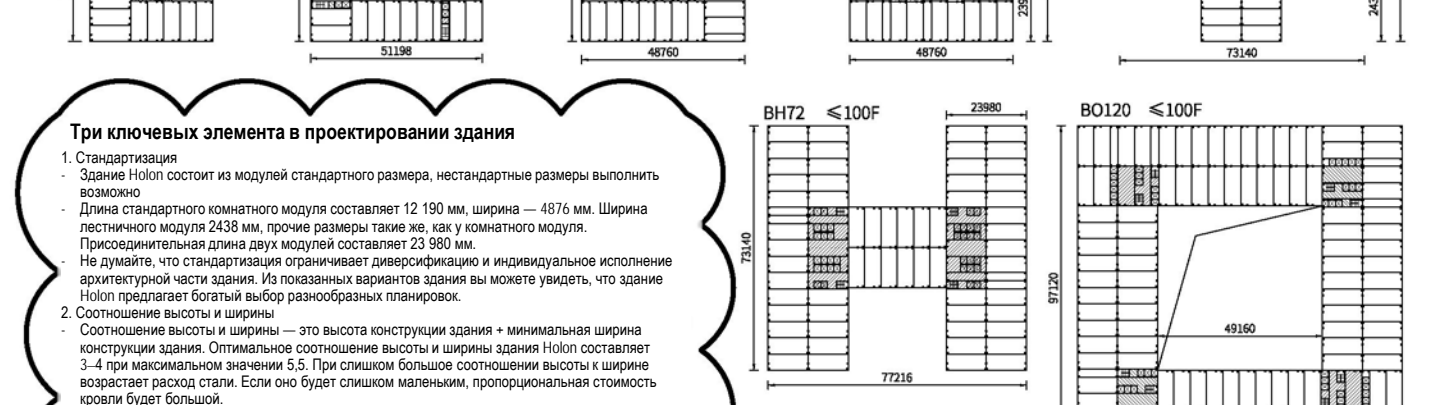 51198
48760
48760
73140
BH72 ≤100F
23980
BO120 ≤100F
Три ключевых элемента в проектировании здания
1. Стандартизация
- Здание Holon состоит из модулей стандартного размера, нестандартные размеры выполнить
возможно
- Длина стандартного комнатного модуля составляет 12 190 мм, ширина — 4876 мм. Ширина
лестничного модуля 2438 мм, прочие размеры такие же, как у комнатного модуля.
Присоединительная длина двух модулей составляет 23 980 мм.
- Не думайте, что стандартизация ограничивает диверсификацию и индивидуальное исполнение
архитектурной части здания. Из показанных вариантов здания вы можете увидеть, что здание
Holon предлагает богатый выбор разнообразных планировок.
2. Соотношение высоты и ширины
- Соотношение высоты и ширины — это высота конструкции здания + минимальная ширина
конструкции здания. Оптимальное соотношение высоты и ширины здания Holon составляет
3–4 при максимальном значении 5,5. При слишком большое соотношении высоты к ширине
возрастает расход стали. Если оно будет слишком маленьким, пропорциональная стоимость
кровли будет большой.
73140
77216
97120
49160